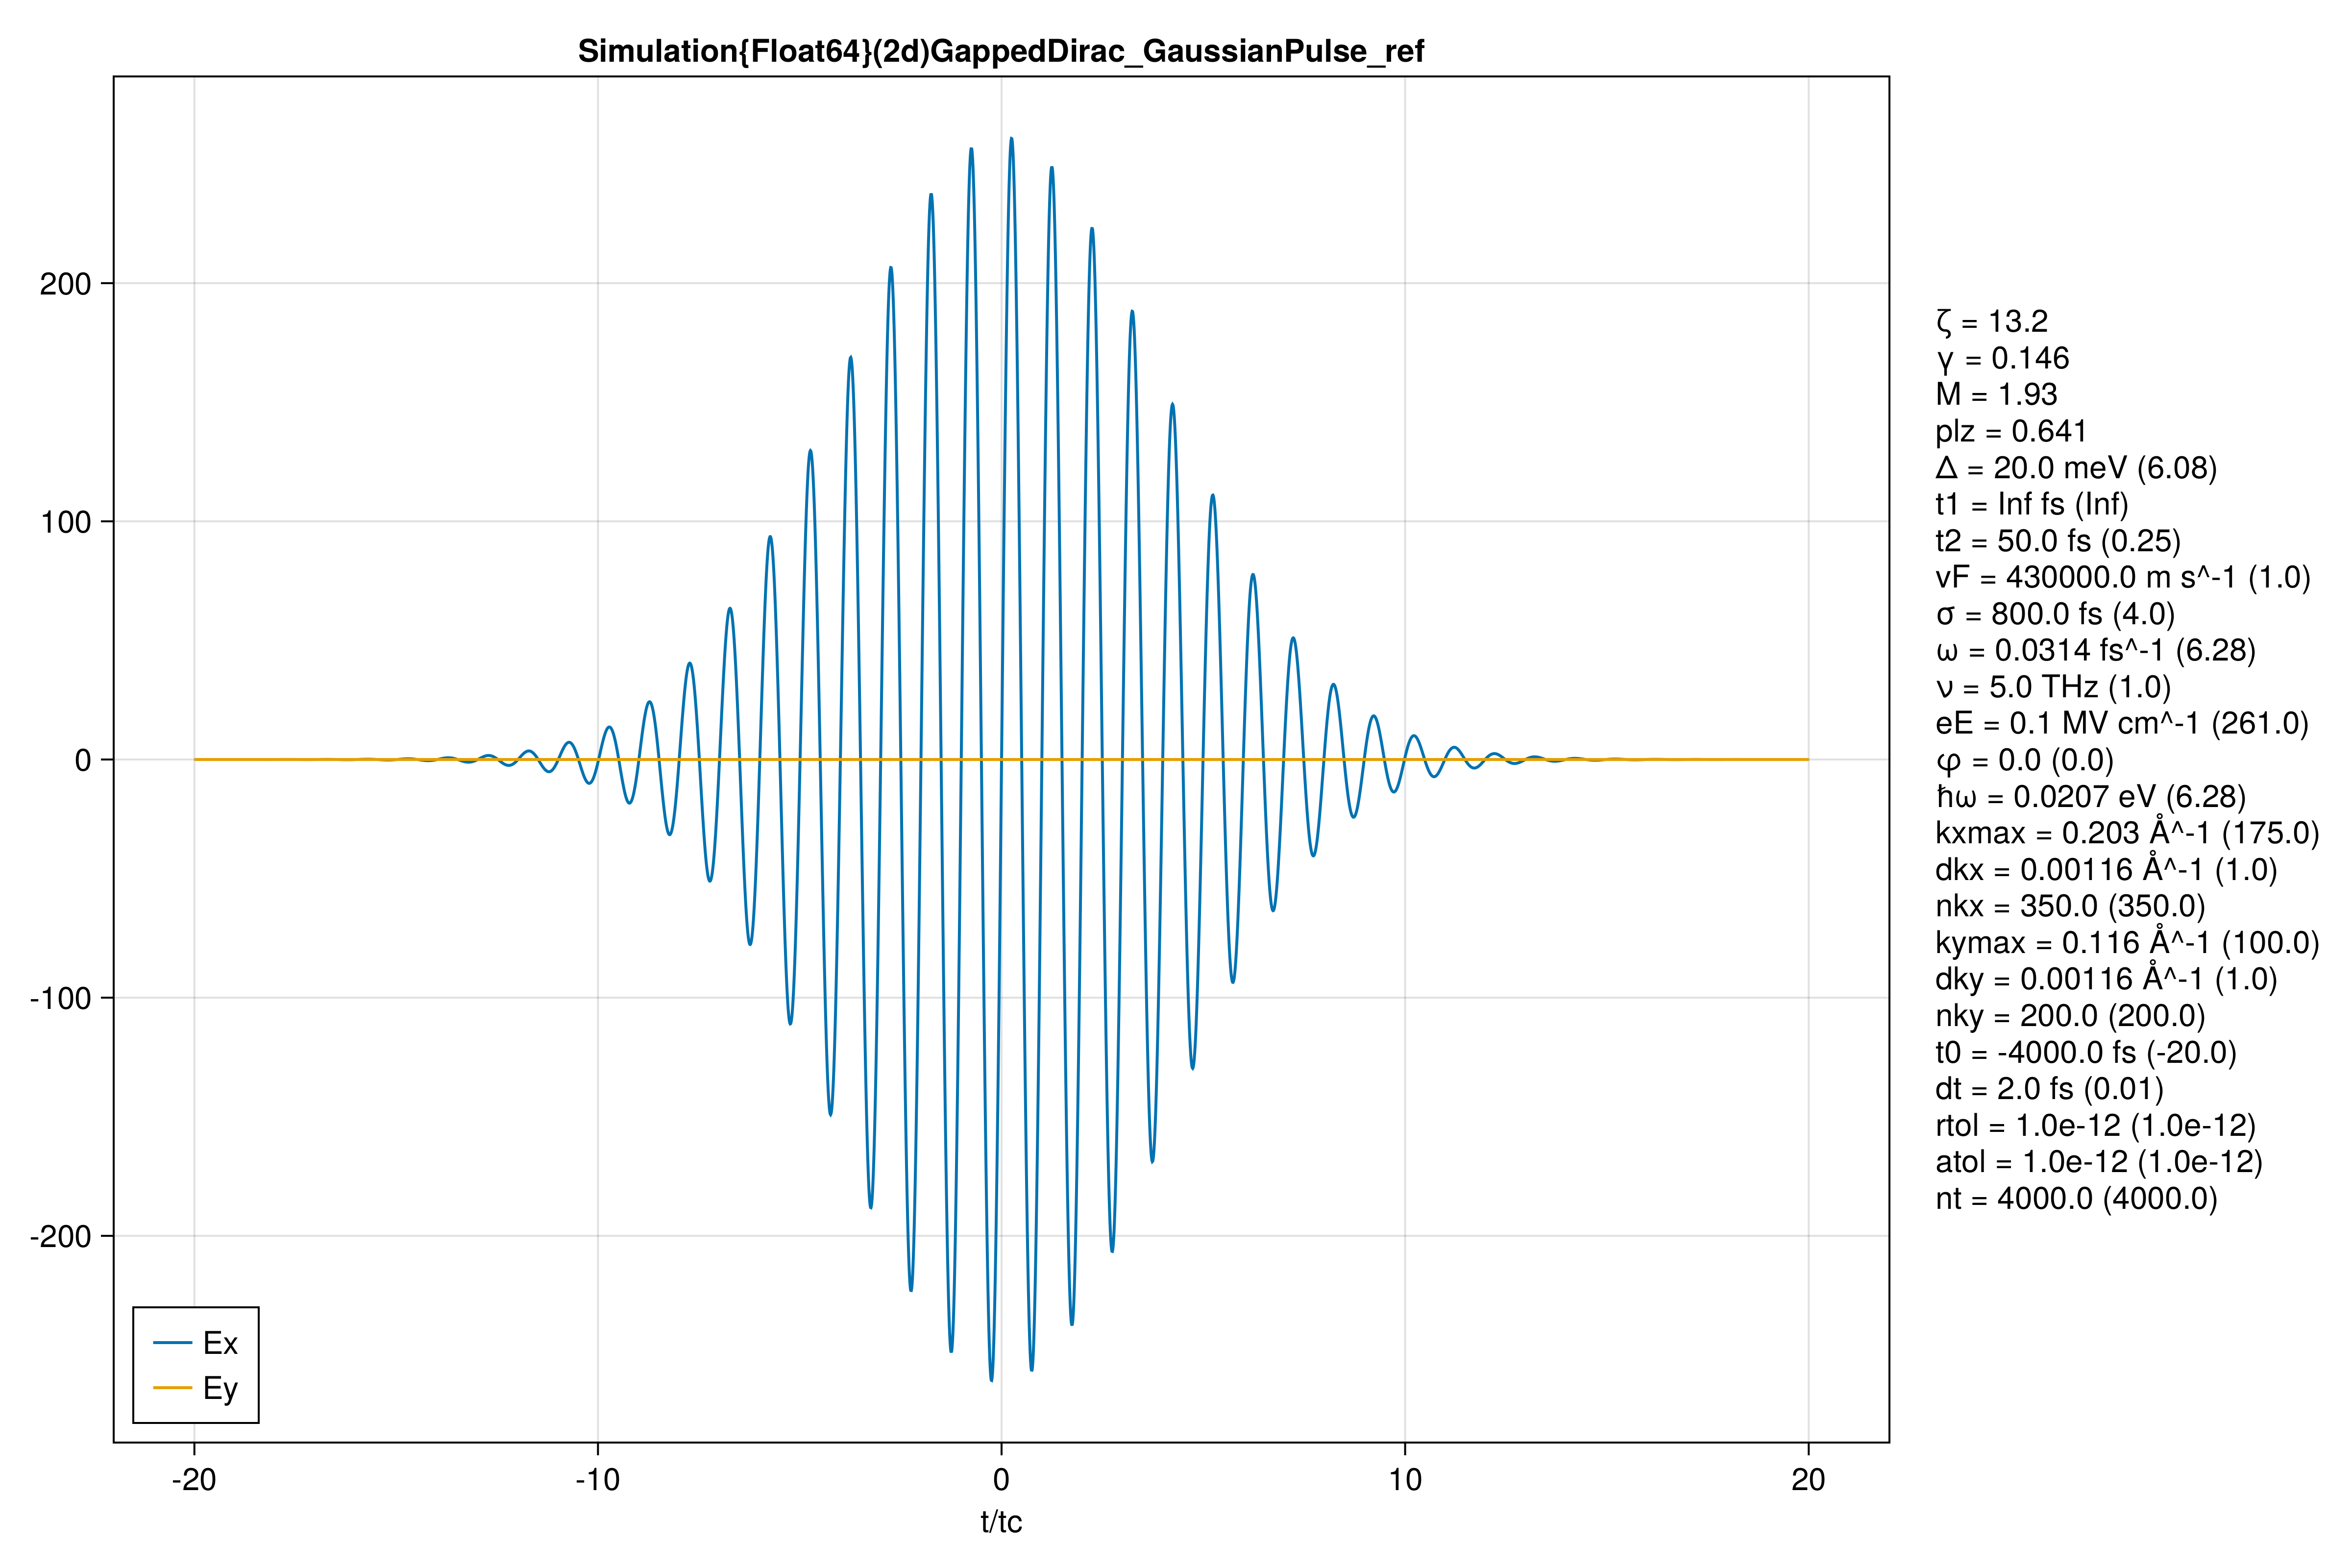 Simulation{Float64}(2d)GappedDirac_GaussianPulse_ref
200
100
0
-100
-200
-20
-10
0
10
20
t/tc
Ex
Ey
ζ = 13.2
γ = 0.146
M = 1.93
plz = 0.641
Δ = 20.0 meV (6.08)
t1 = Inf fs (Inf)
t2 = 50.0 fs (0.25)
vF = 430000.0 m s^-1 (1.0)
σ = 800.0 fs (4.0)
ω = 0.0314 fs^-1 (6.28)
ν = 5.0 THz (1.0)
eE = 0.1 MV cm^-1 (261.0)
φ = 0.0 (0.0)
ħω = 0.0207 eV (6.28)
kxmax = 0.203 Å^-1 (175.0)
dkx = 0.00116 Å^-1 (1.0)
nkx = 350.0 (350.0)
kymax = 0.116 Å^-1 (100.0)
dky = 0.00116 Å^-1 (1.0)
nky = 200.0 (200.0)
t0 = -4000.0 fs (-20.0)
dt = 2.0 fs (0.01)
rtol = 1.0e-12 (1.0e-12)
atol = 1.0e-12 (1.0e-12)
nt = 4000.0 (4000.0)